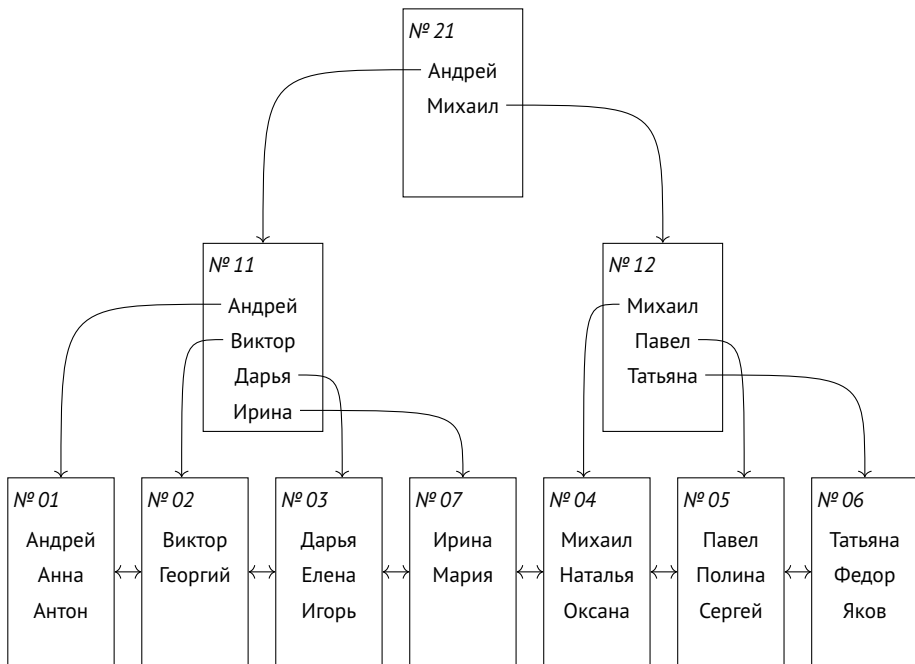 № 21
Андрей
Михаил
№ 11
Андрей
Виктор
Дарья
Ирина
№ 12
Михаил
Павел
Татьяна
№ 01
Андрей
Анна
Антон
№ 02
Виктор
Георгий
№ 03
Дарья
Елена
Игорь
№ 07
Ирина
Мария
№ 04
Михаил
Наталья
Оксана
№ 05
Павел
Полина
Сергей
№ 06
Татьяна
Федор
Яков